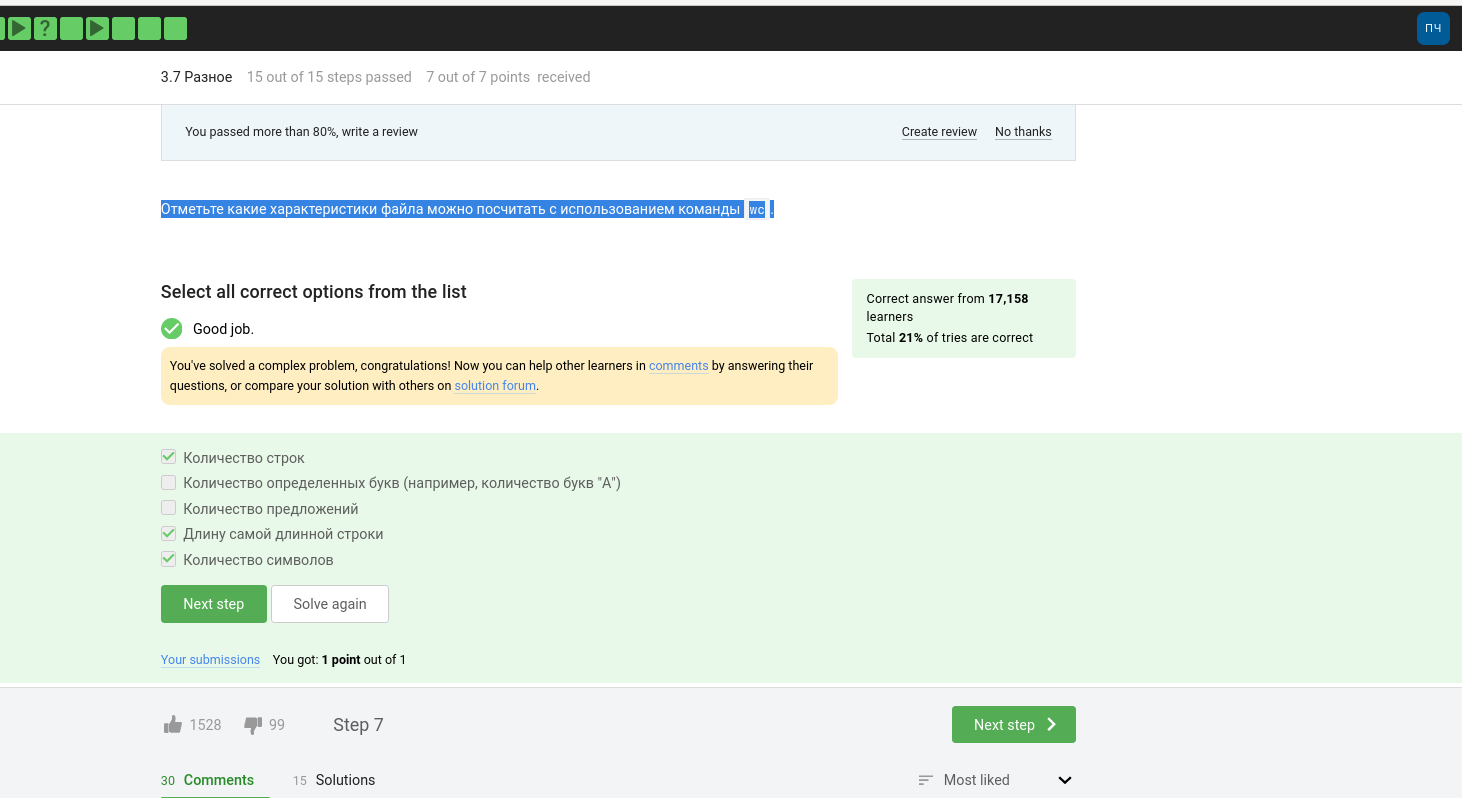 ?
ПЧ
3.7 Разное 15 out of 15 steps passed 7 out of 7 points received
You passed more than 80%, write a review Create review No thanks
Отметьте какие характеристики файла можно посчитать с использованием команды wc.
Select all correct options from the list
Good job.
You've solved a complex problem, congratulations! Now you can help other learners in comments by answering their
questions, or compare your solution with others on solution forum.
Correct answer from 17,158
learners
Total 21% of tries are correct
Количество строк
Количество определенных букв (например, количество букв "А")
Количество предложений
Длину самой длинной строки
Количество символов
Next step Solve again
Your submissions You got: 1 point out of 1
1528 99 Step 7 Next step
30 Comments 15 Solutions Most liked